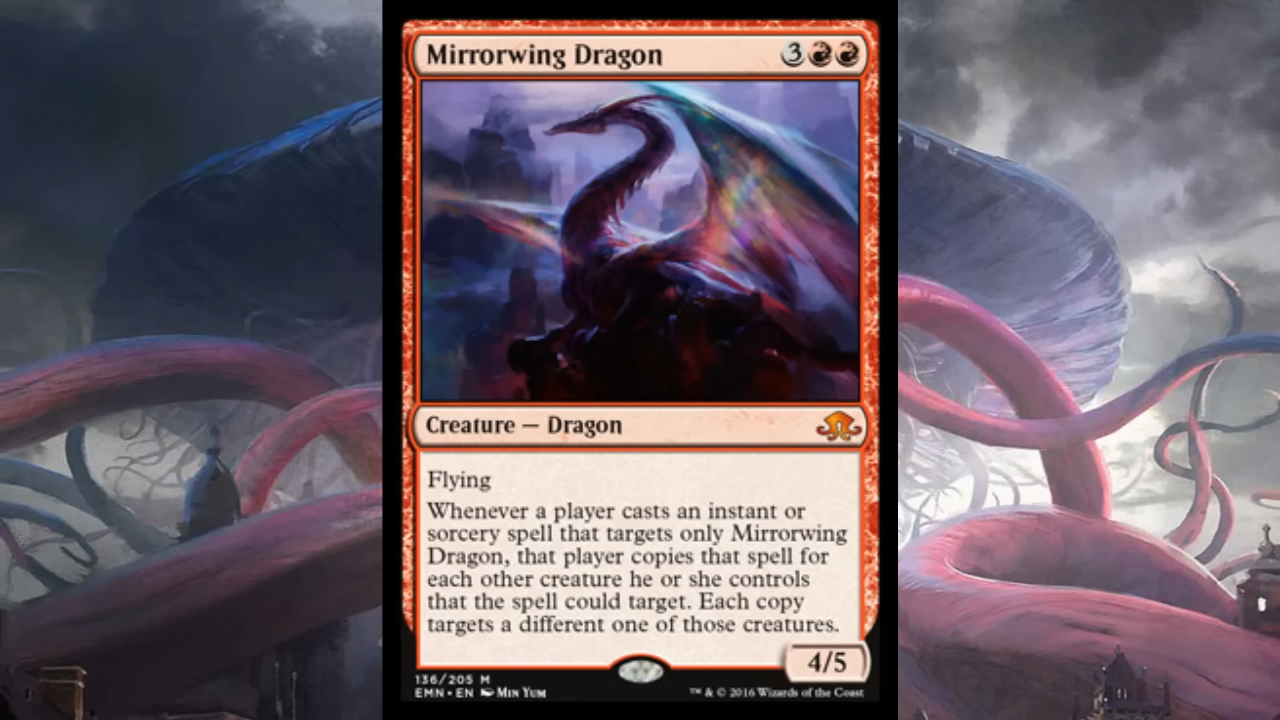 Mirrorwing Dragon 3
Creature — Dragon
Flying
Whenever a player casts an instant or
sorcery spell that targets only Mirrorwing
Dragon, that player copies that spell for
each other creature he or she controls
that the spell could target. Each copy
targets a different one of those creatures.
4/5
136/205 M
EMN • EN Min Yum ™ & © 2016 Wizards of the Coast